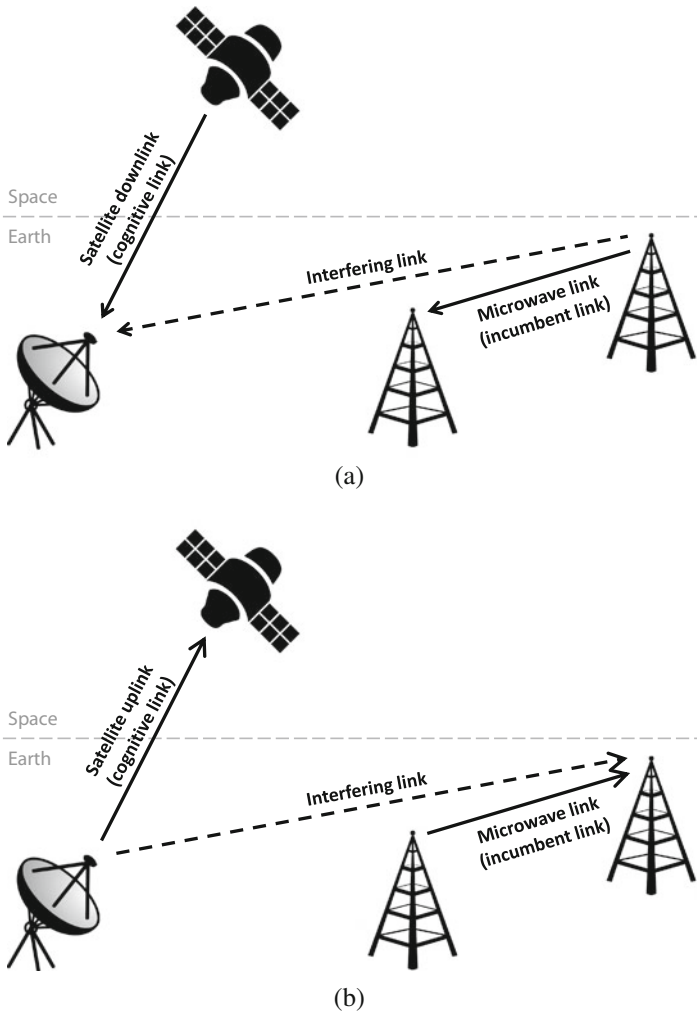 Satellite downlink
(cognitive link)
Space
Earth
Interfering link
Microwave link
(incumbent link)
(a)
Satellite uplink
(cognitive link)
Space
Earth
Interfering link
Microwave link
(incumbent link)
(b)